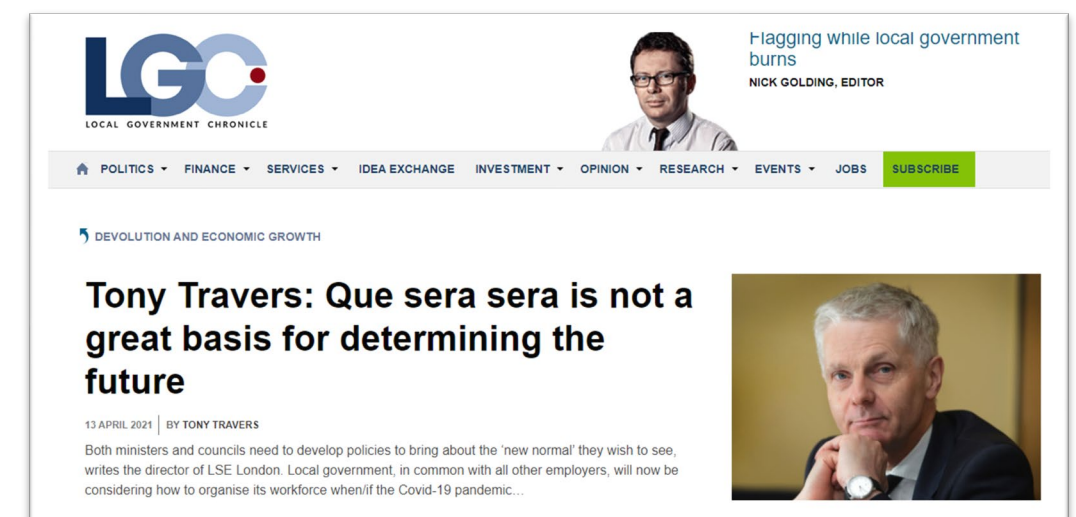 LGC
LOCAL GOVERNMENT CHRONICLE
Flagging while local government
burns
NICK GOLDING, EDITOR
POLITICS FINANCE SERVICES IDEA EXCHANGE INVESTMENT OPINION RESEARCH EVENTS JOBS SUBSCRIBE
DEVOLUTION AND ECONOMIC GROWTH
Tony Travers: Que sera sera is not a
great basis for determining the
future
13 APRIL 2021 BY TONY TRAVERS
Both ministers and councils need to develop policies to bring about the ‘new normal’ they wish to see,
writes the director of LSE London. Local government, in common with all other employers, will now be
considering how to organise its workforce when/if the Covid-19 pandemic…